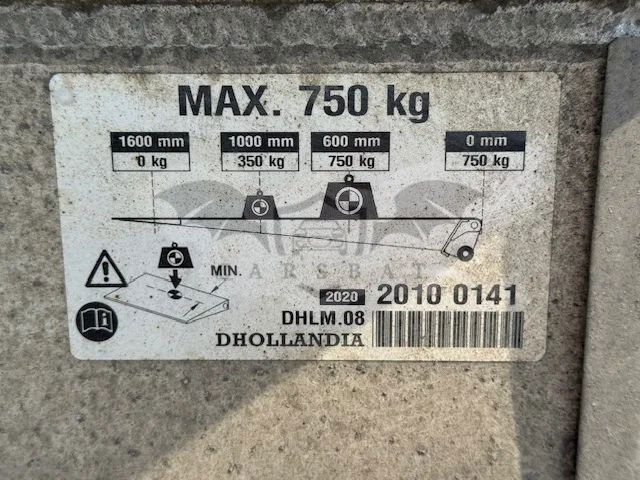 MAX. 750 kg
1600 mm 1000 mm 600 mm 0 mm
0 kg 350 kg 750 kg 750 kg
CARSBAT
MIN.
2020 2010 0141
DHLM.08
DHOLLANDIA